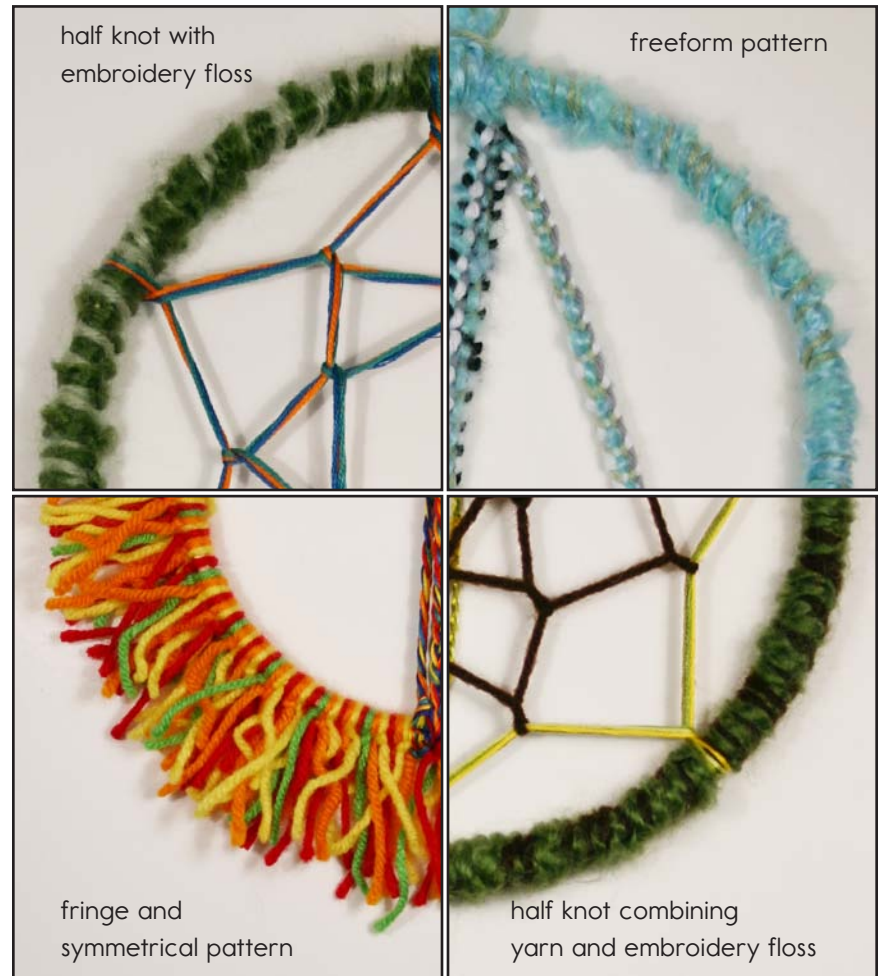 half knot with
embroidery floss
freeform pattern
fringe and
symmetrical pattern
half knot combining
yarn and embroidery floss